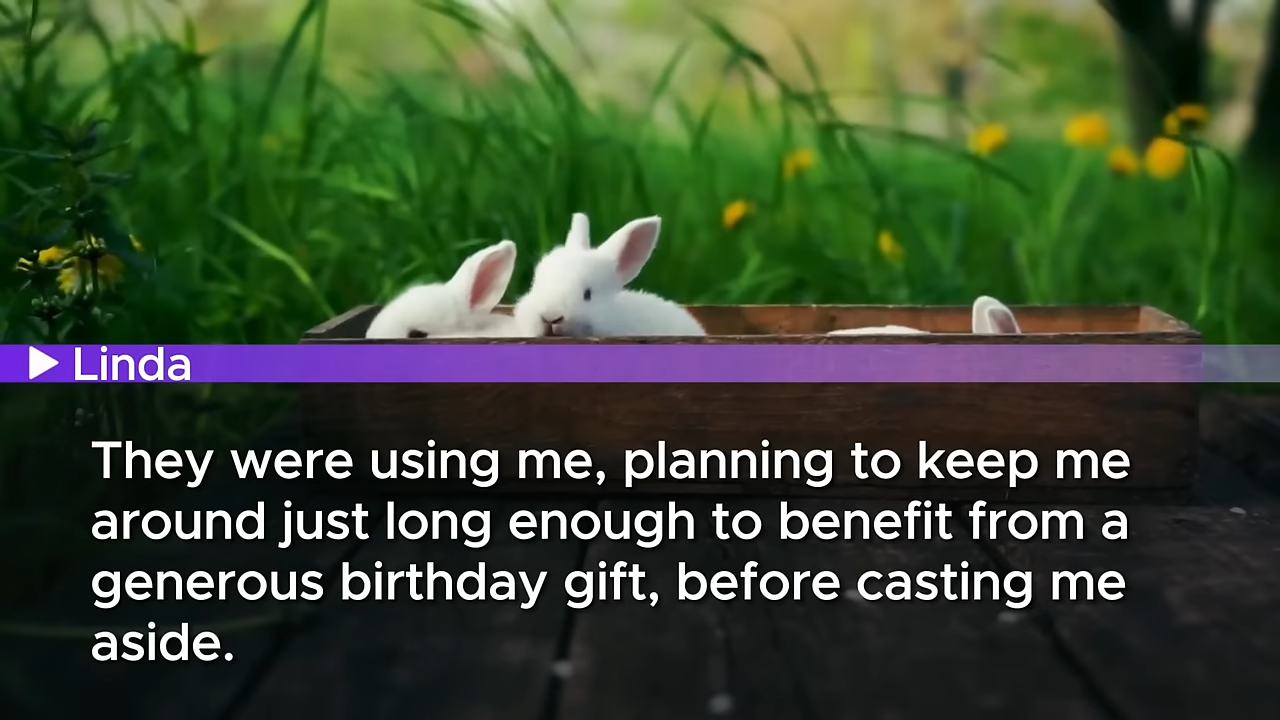 Linda
They were using me, planning to keep me
around just long enough to benefit from a
generous birthday gift, before casting me
aside.